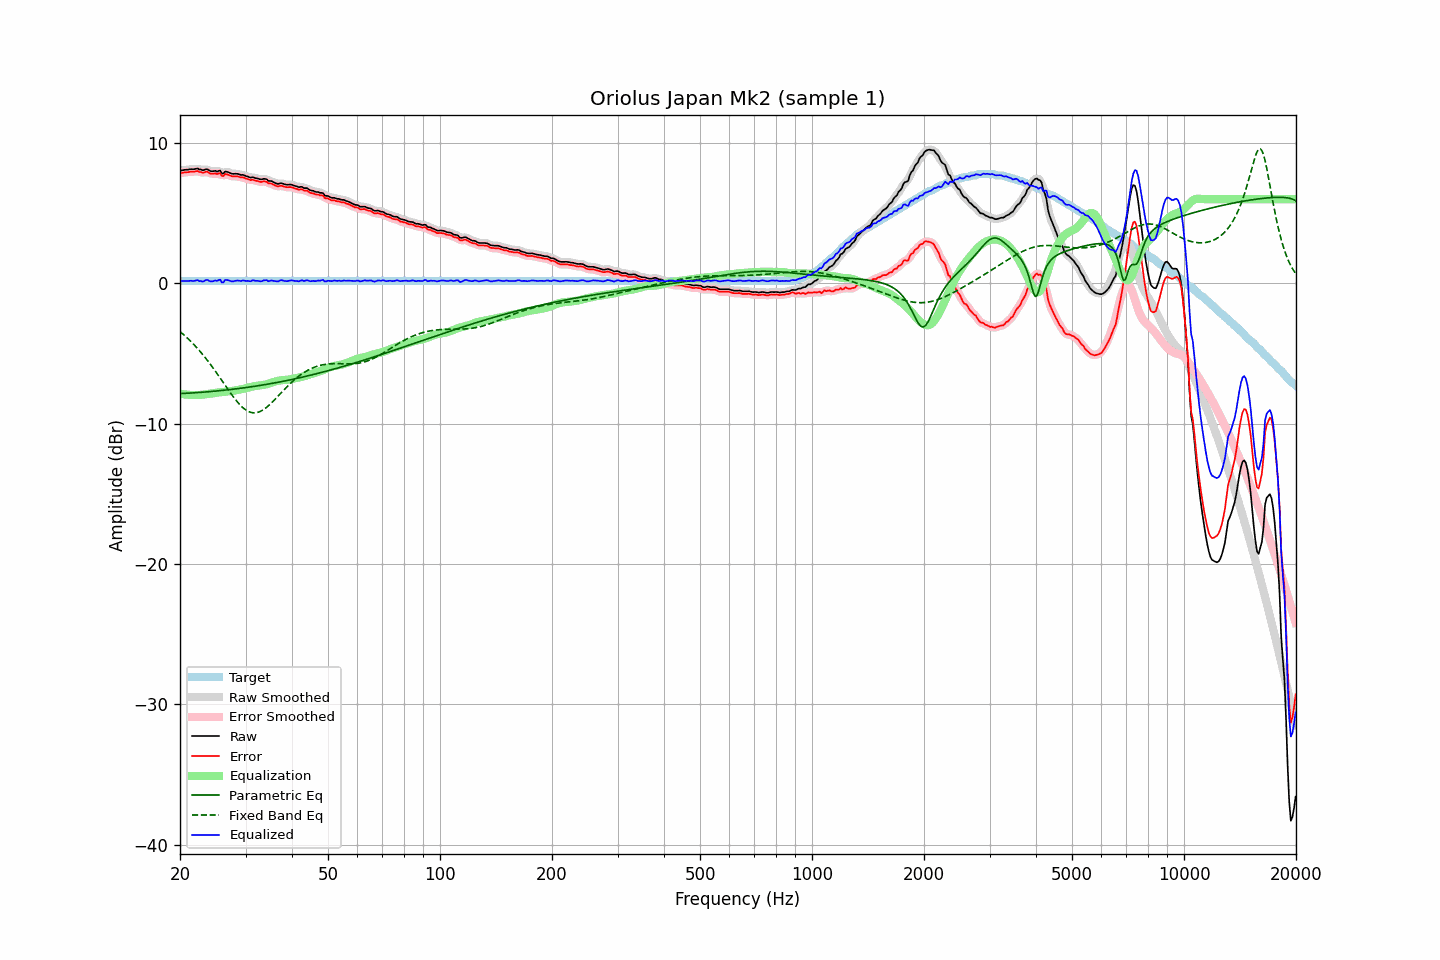 Oriolus Japan Mk2 (sample 1)
10
0
−10
−20
−30
−40
Amplitude (dBr)
Target
Raw Smoothed
Error Smoothed
Raw
Error
Equalization
Parametric Eq
Fixed Band Eq
Equalized
20 50 100 200 500 1000 2000 5000 10000 20000
Frequency (Hz)